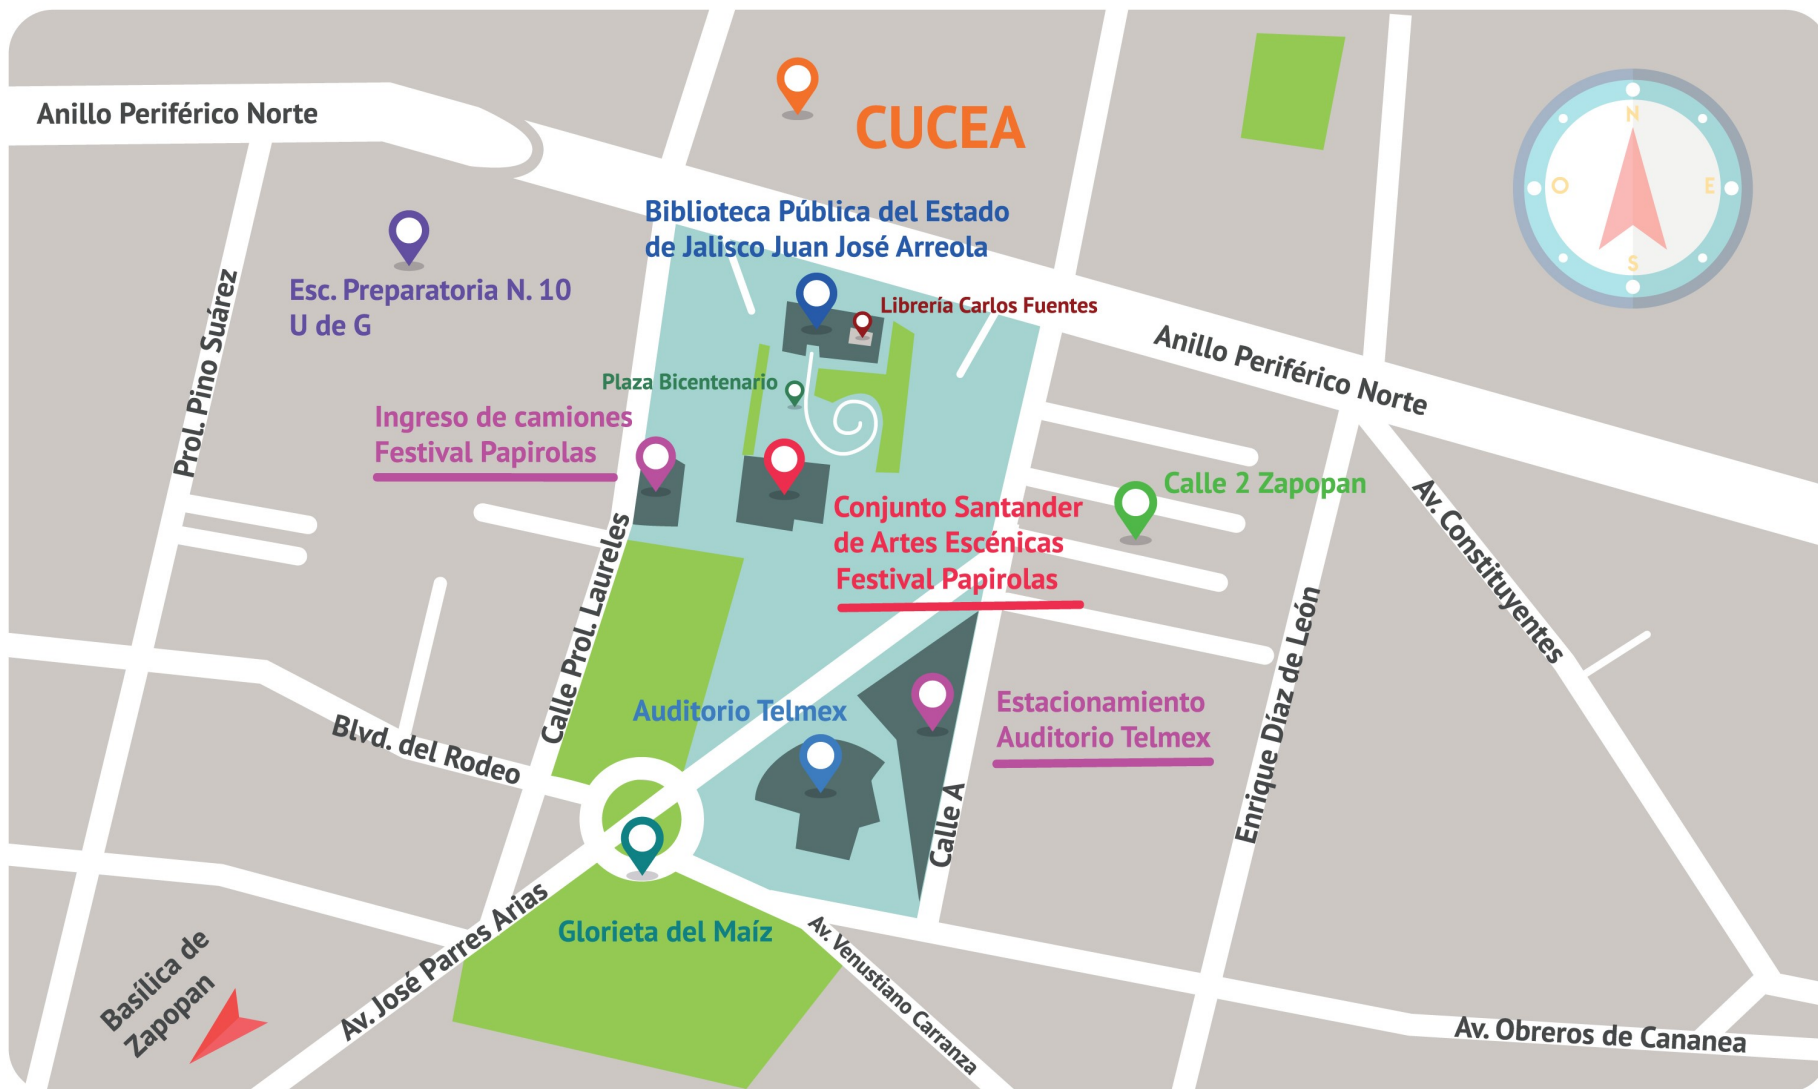 Anillo Periférico Norte
CUCEA
N
O
E
S
Biblioteca Pública del Estado
de Jalisco Juan José Arreola
Esc. Preparatoria N. 10
U de G
Librería Carlos Fuentes
Prol. Pino Suárez
Anillo Periférico Norte
Plaza Bicentenario
Ingreso de camiones
Festival Papirolas
Calle 2 Zapopan
Conjunto Santander
de Artes Escénicas
Festival Papirolas
Av. Constituyentes
Calle Prol. Laureles
Enrique Díaz de León
Auditorio Telmex
Estacionamiento
Auditorio Telmex
Blvd. del Rodeo
Calle A
Glorieta del Maíz
Av. José Parres Arias
Av. Venustiano Carranza
Basílica de
Zapopan
Av. Obreros de Cananea